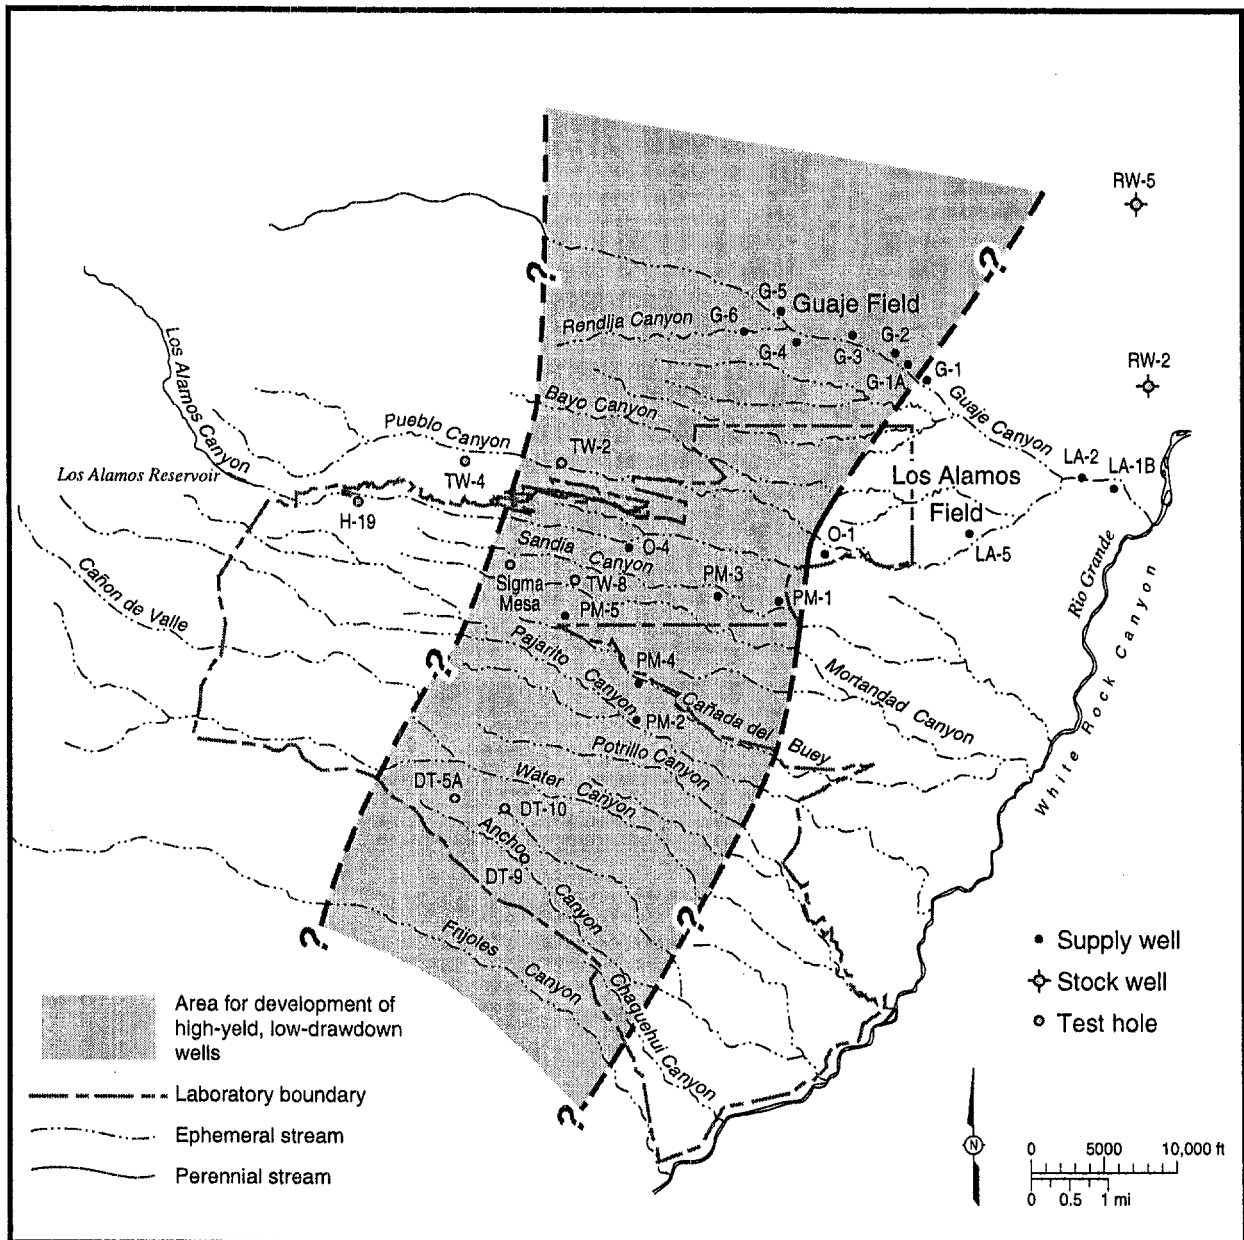 RW-5
?
?
G-5
Guaje Field
G-6
Rendija Canyon
G-2
G-4
G-3
G-1A
G-1
RW-2
Los Alamos Canyon
Bayo Canyon
Guaje Canyon
Pueblo Canyon
TW-2
TW-4
Los Alamos Reservoir
LA-2
LA-1B
Los Alamos
Field
H-19
O-4
O-1
LA-5
Sandia Canyon
Sigma
Mesa
TW-8
PM-3
PM-1
PM-5
Rio Grande
White Rock Canyon
Cañon de Valle
Pajarito Canyon
PM-4
?
Mortandad Canyon
Cañada del Buey
PM-2
Potrillo Canyon
Water Canyon
DT-5A
DT-10
Ancho Canyon
DT-9
?
?
Frijoles Canyon
Chaquehui Canyon
?
Supply well
Stock well
Test hole
Area for development of
high-yeld, low-drawdown
wells
Laboratory boundary
Ephemeral stream
Perennial stream
N
0 5000 10,000 ft
0 0.5 1 mi